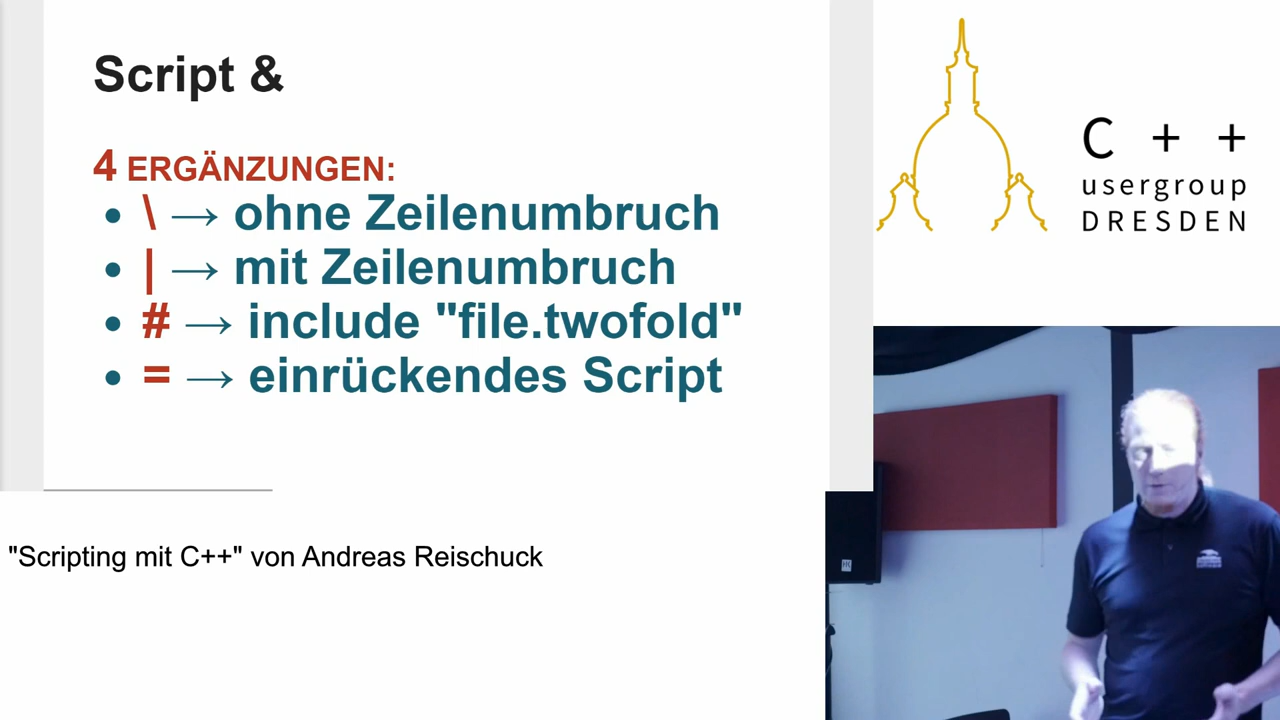 Script &
4 ERGÄNZUNGEN:
• \ → ohne Zeilenumbruch
• | → mit Zeilenumbruch
• # → include "file.twofold"
• = → einrückendes Script
C + +
usergroup
DRESDEN
"Scripting mit C++" von Andreas Reischuck